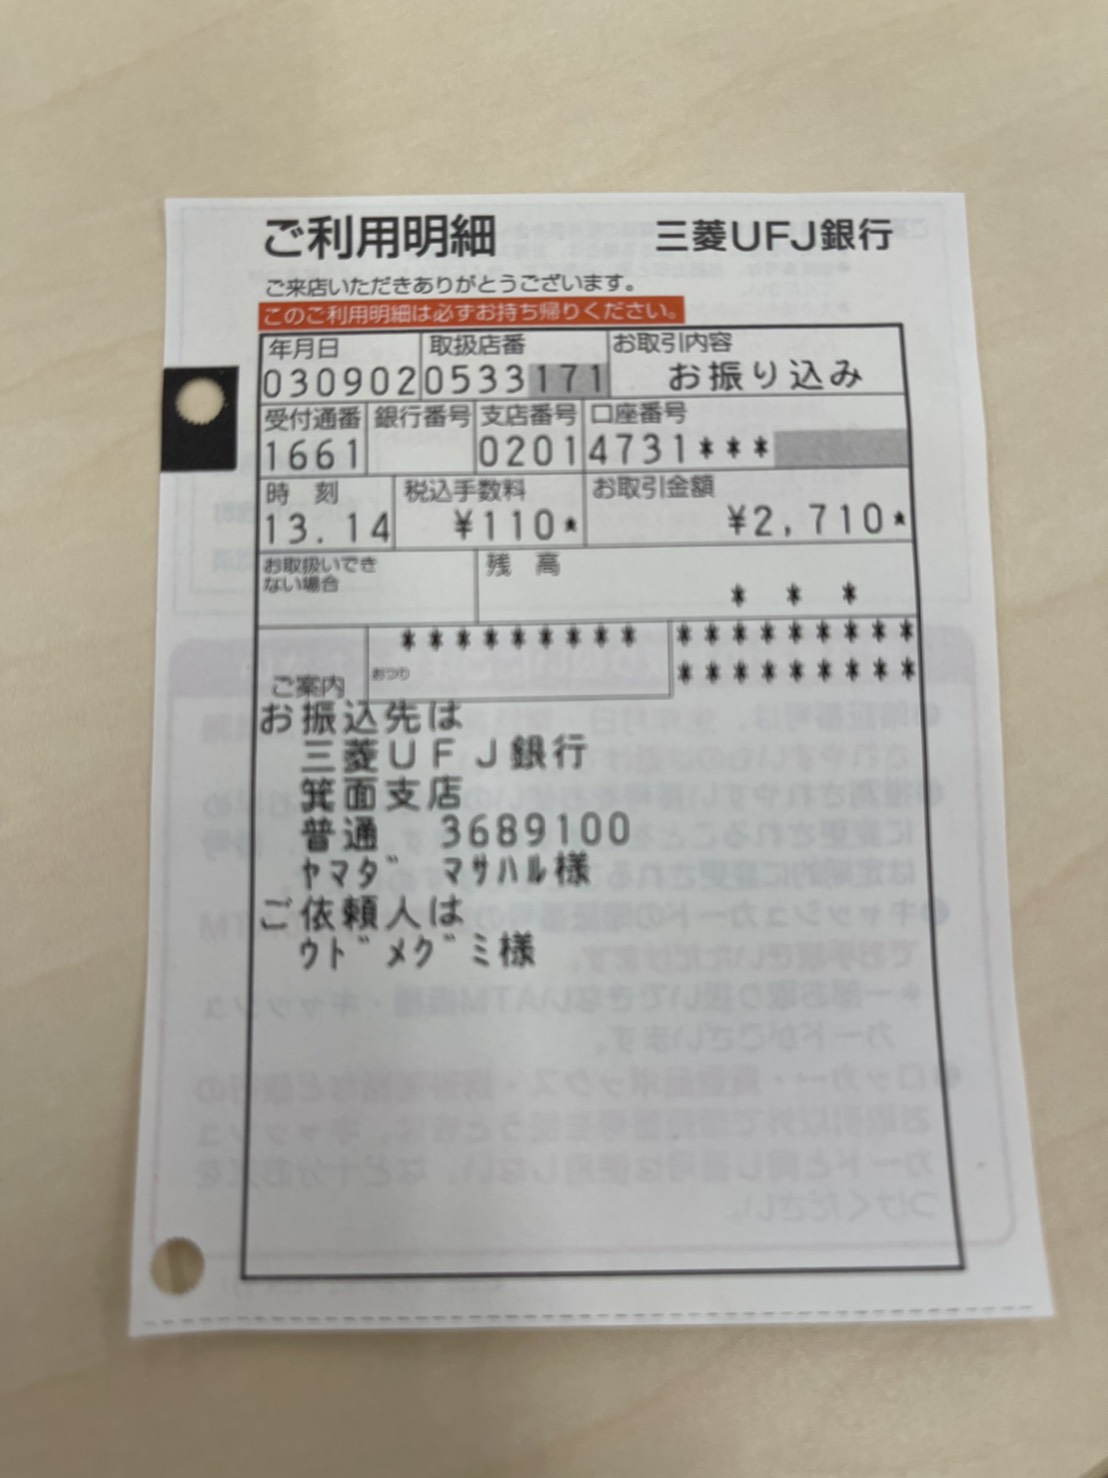 ご利用明細 三菱UFJ銀行
ご来店いただきありがとうございます。
このご利用明細は必ずお持ち帰りください。
年月日 取扱店番 お取引内容
030902 0533171 お振り込み
受付通番 銀行番号 支店番号 口座番号
1661 0201 4731***
時刻 税込手数料 お取引金額
13.14 ¥110* ¥2,710*
お取扱いできない場合 残高
* * *
* * * * * * * * * * * * * * * * * *
おつり * * * * * * * * *
ご案内
お振込先は
三菱UFJ銀行
箕面支店
普通 3689100
ヤマダ マサハル様
ご依頼人は
ウドメグミ様